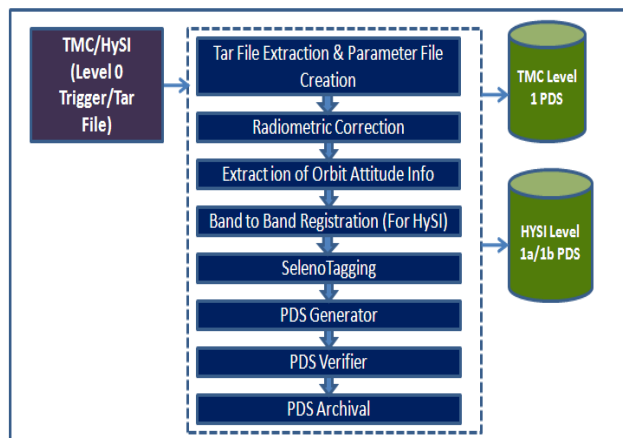 TMC/HySI
(Level 0
Trigger/Tar
File)
Tar File Extraction & Parameter File
Creation
Radiometric Correction
Extraction of Orbit Attitude Info
Band to Band Registration (For HySI)
SelenoTagging
PDS Generator
PDS Verifier
PDS Archival
TMC Level
1 PDS
HYSI Level
1a/1b PDS